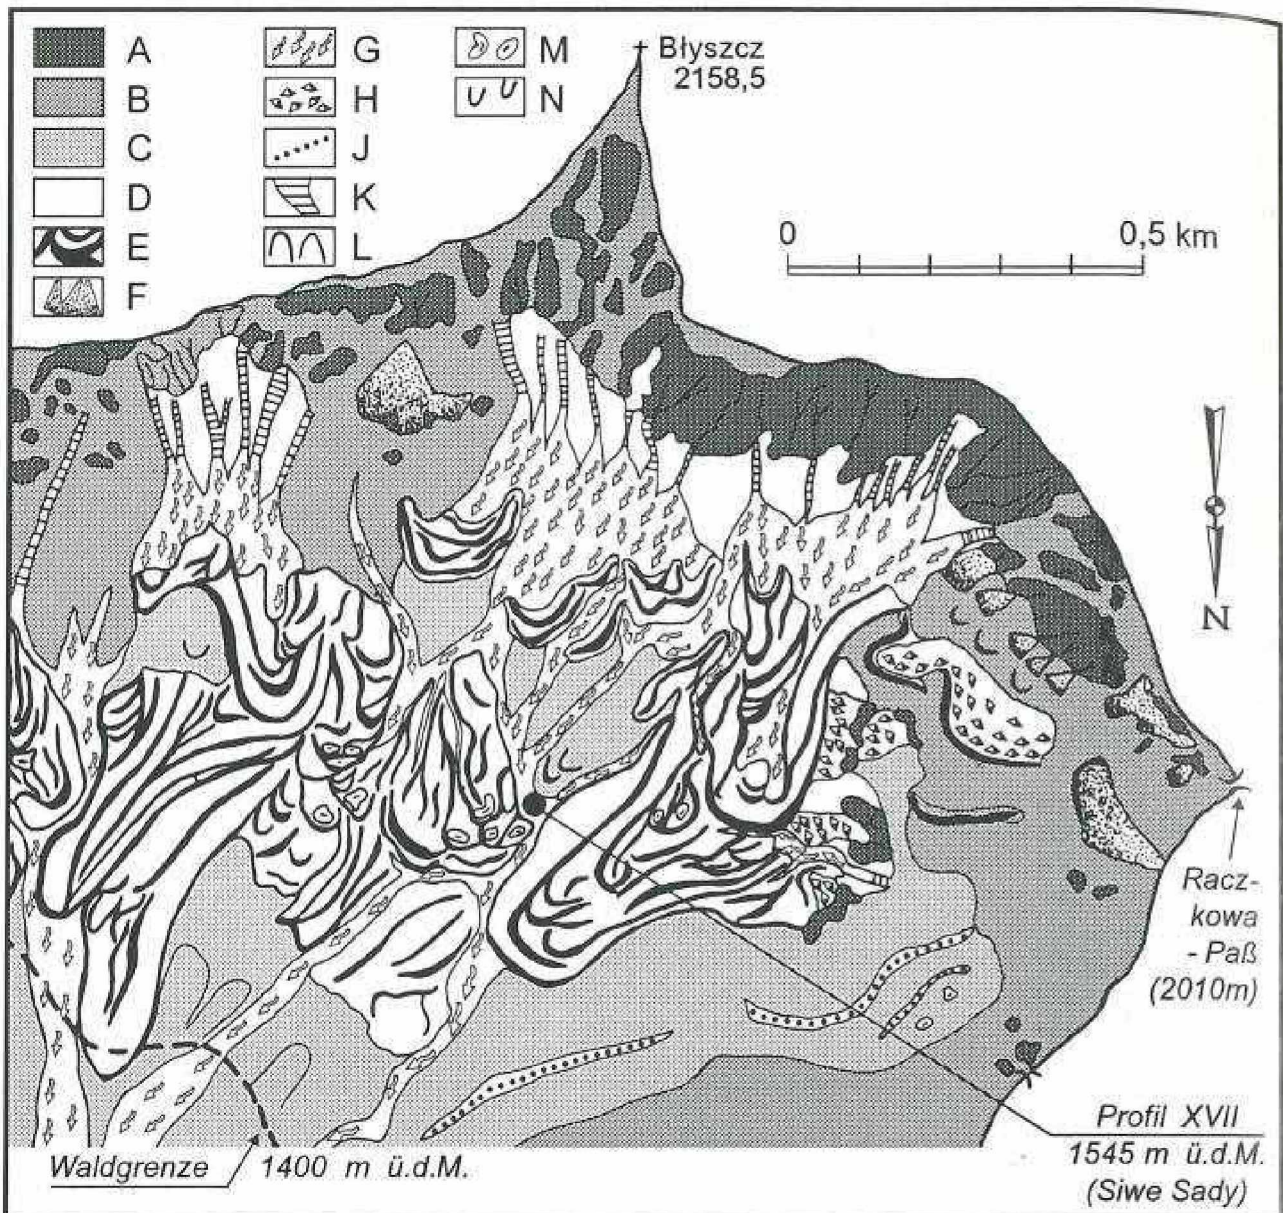 A
B
C
D
E
F
G
H
J
K
L
M
N
Błyszcz
2158,5
0 0,5 km
N
Racz-
kowa
- Paß
(2010m)
Profil XVII
1545 m ü.d.M.
(Siwe Sady)
Waldgrenze 1400 m ü.d.M.